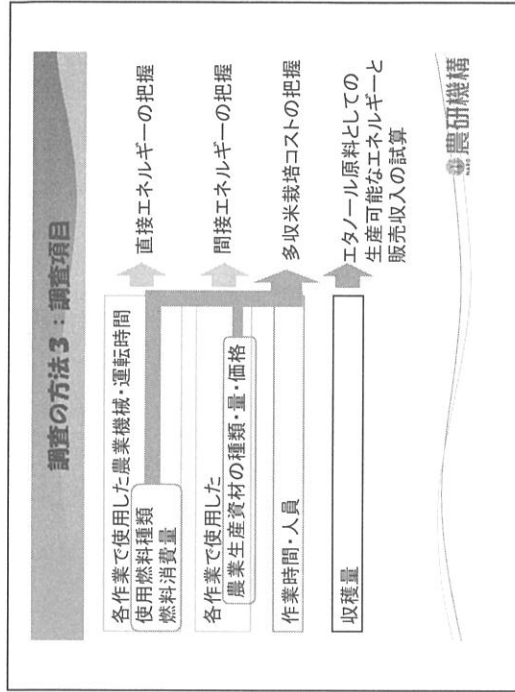 調査の方法3：調査項目
各作業で使用した農業機械・運転時間
使用燃料種類
燃料消費量
直接エネルギーの把握
各作業で使用した
農業生産資材の種類・量・価格
間接エネルギーの把握
作業時間・人員
多収米栽培コストの把握
収穫量
エタノール原料としての
生産可能なエネルギーと
販売収入の試算
NARO 農研機構